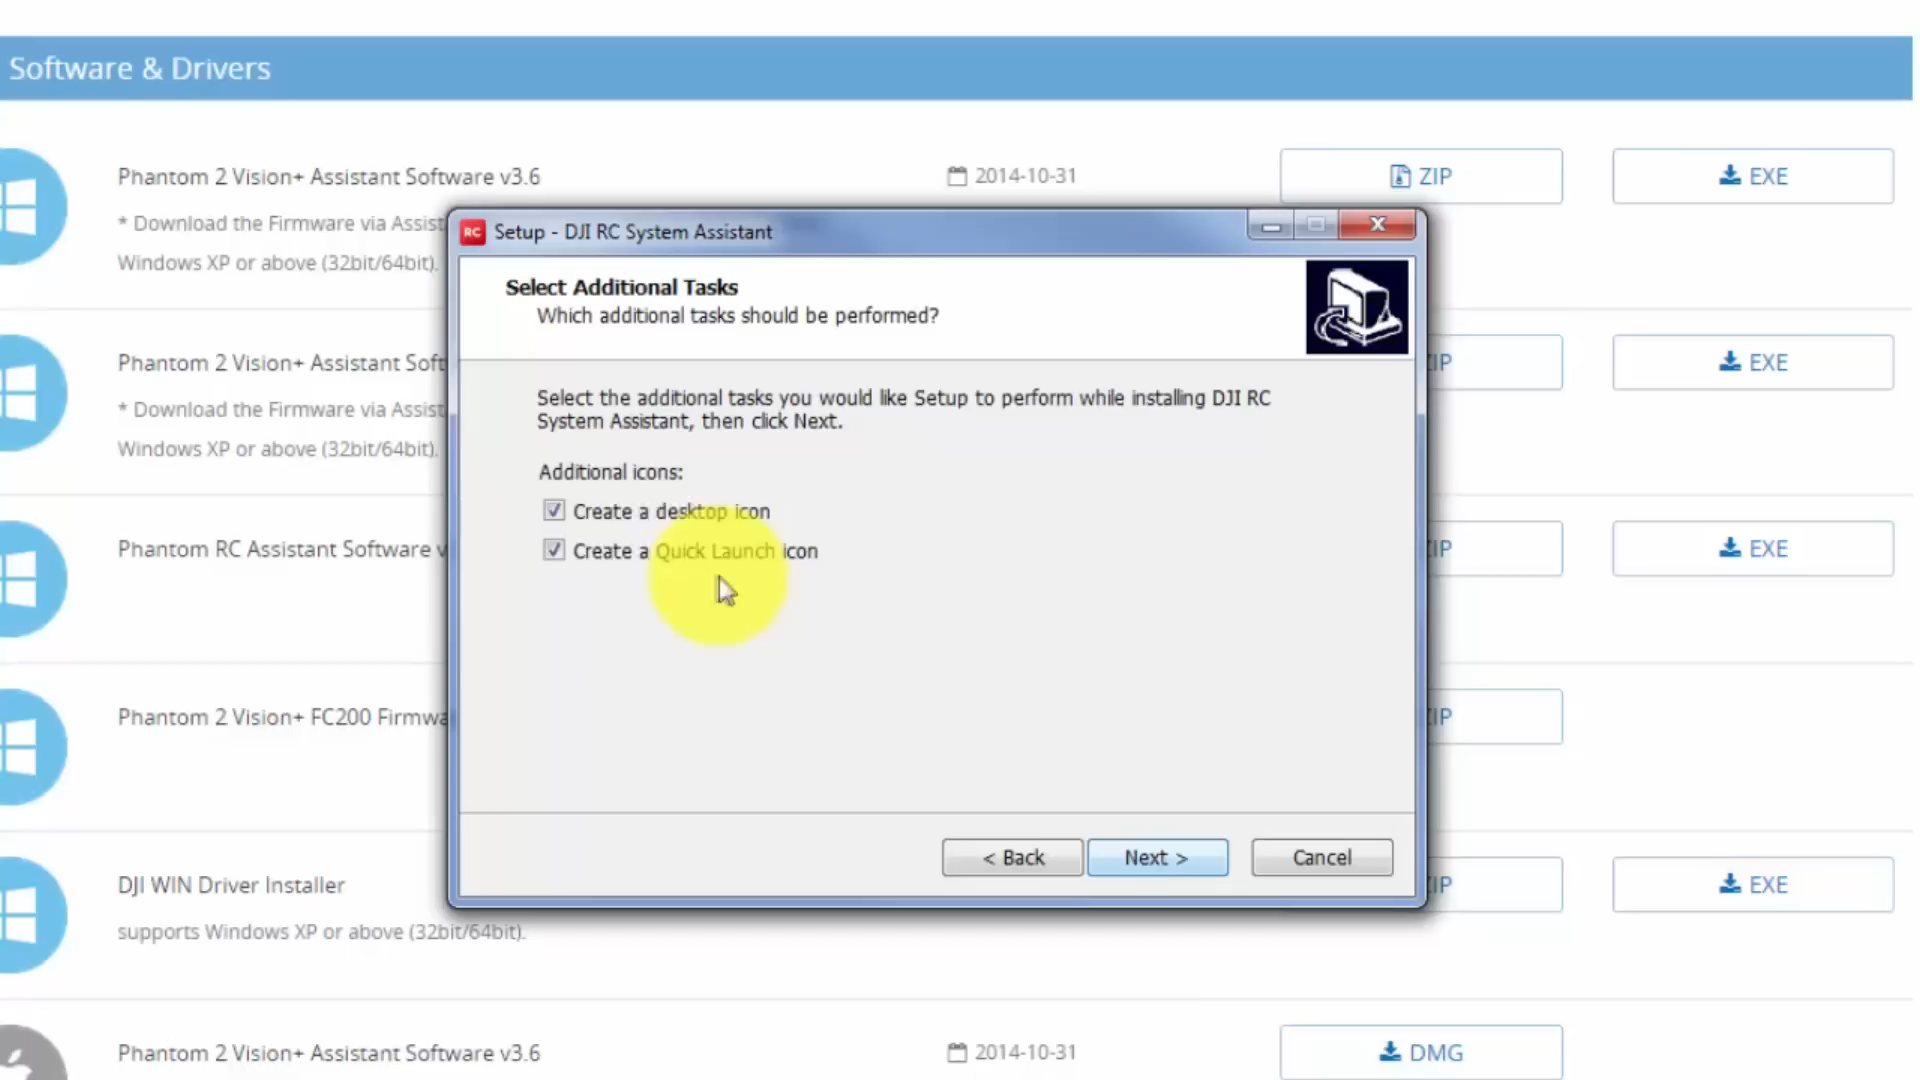 Software & Drivers
Phantom 2 Vision+ Assistant Software v3.6
2014-10-31
ZIP
EXE
* Download the Firmware via Assist
Windows XP or above (32bit/64bit).
RC
Setup - DJI RC System Assistant
Select Additional Tasks
Which additional tasks should be performed?
Select the additional tasks you would like Setup to perform while installing DJI RC
System Assistant, then click Next.
Additional icons:
Create a desktop icon
Create a Quick Launch icon
< Back
Next >
Cancel
Phantom 2 Vision+ Assistant Soft
ZIP
EXE
* Download the Firmware via Assist
Windows XP or above (32bit/64bit).
Phantom RC Assistant Software v
ZIP
EXE
Phantom 2 Vision+ FC200 Firmwa
ZIP
DJI WIN Driver Installer
ZIP
EXE
supports Windows XP or above (32bit/64bit).
Phantom 2 Vision+ Assistant Software v3.6
2014-10-31
DMG